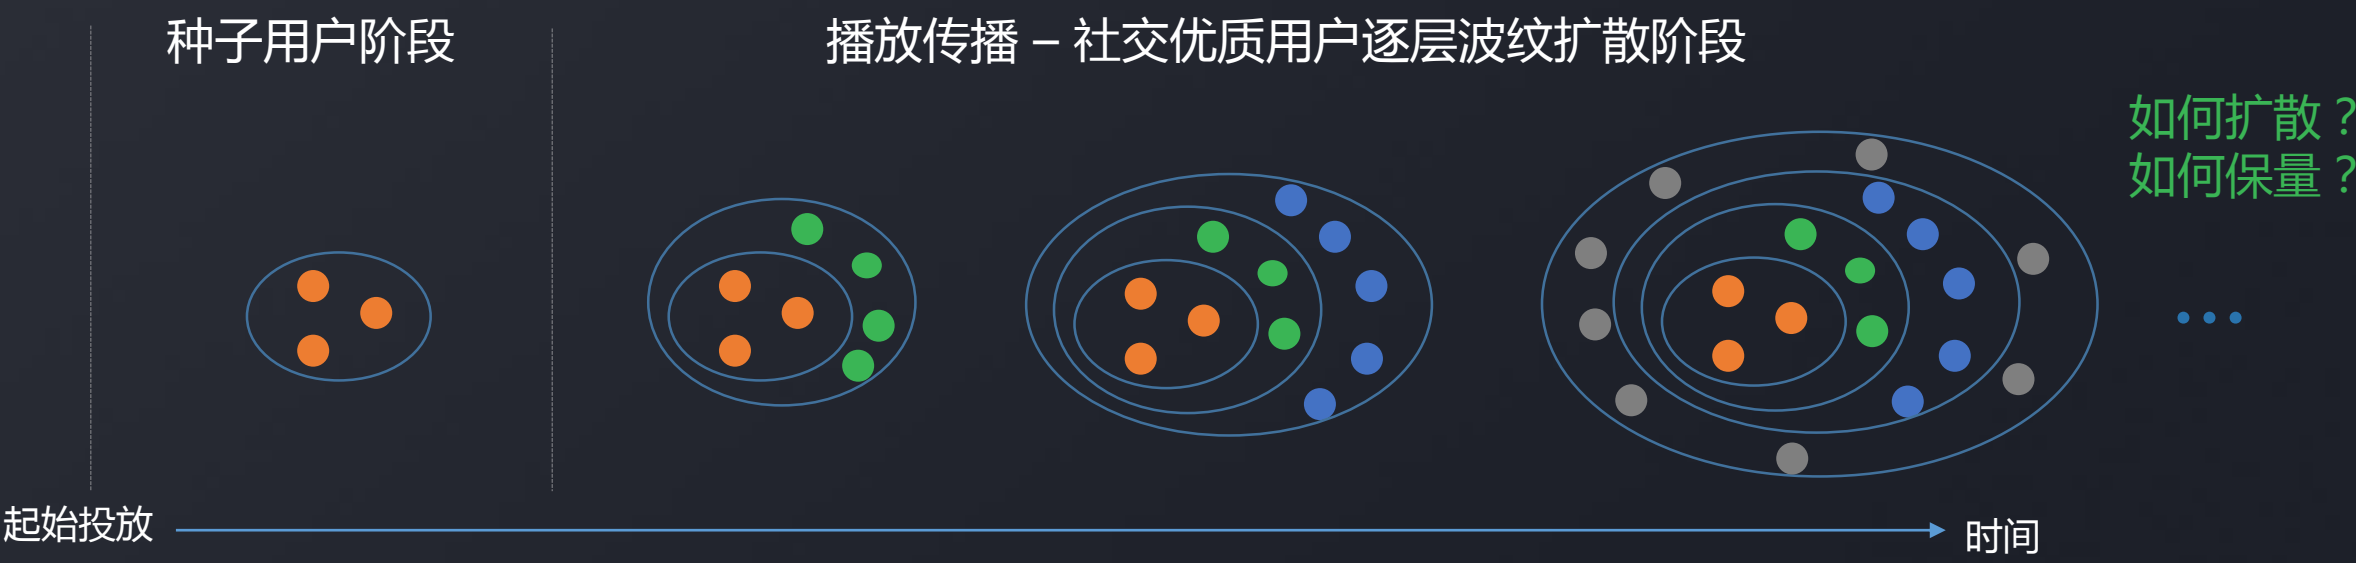 种子用户阶段
播放传播 – 社交优质用户逐层波纹扩散阶段
如何扩散？
如何保量？
起始投放
时间